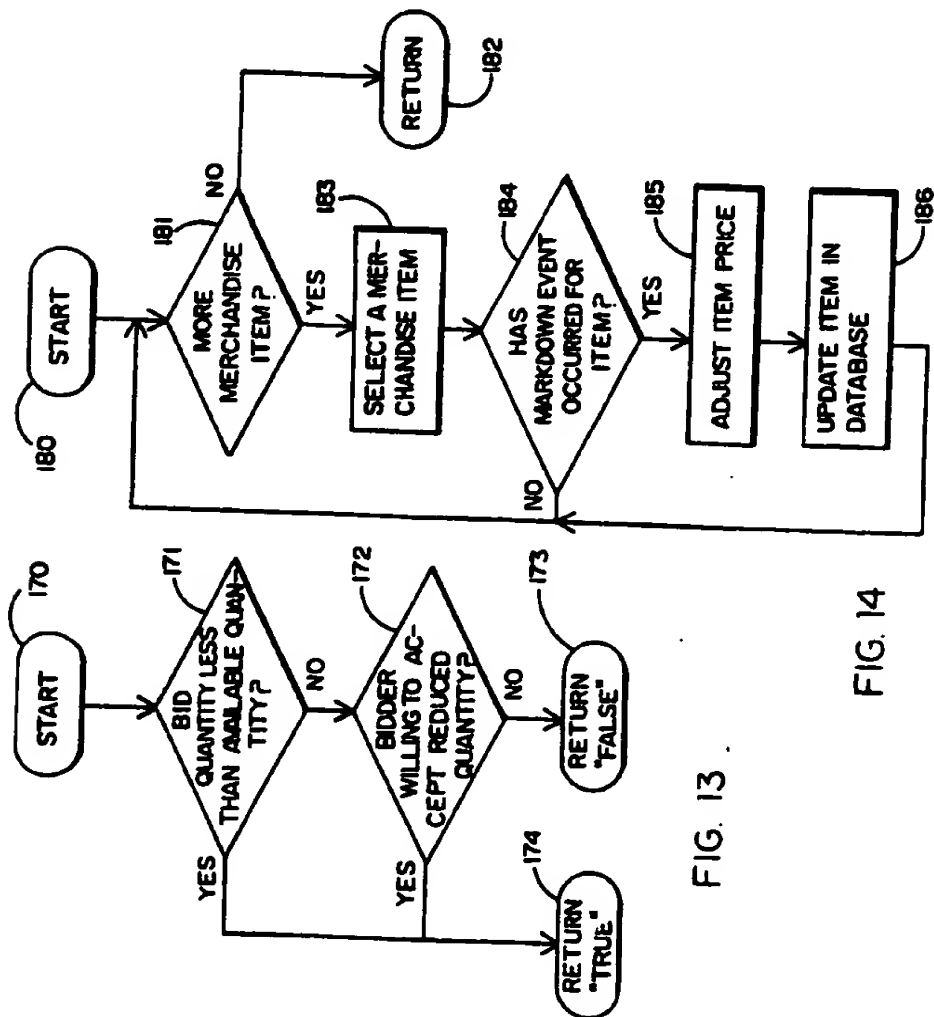 170
START
171
BID
QUANTITY LESS
THAN AVAILABLE QUAN-
TITY?
YES
NO
172
BIDDER
WILLING TO AC-
CEPT REDUCED
QUANTITY?
YES
NO
174
RETURN
"TRUE"
173
RETURN
"FALSE"
FIG. 13
180
START
181
MORE
MERCHANDISE
ITEM?
NO
YES
RETURN
182
183
SELECT A MER-
CHANDISE ITEM
184
HAS
MARKDOWN EVENT
OCCURRED FOR
ITEM?
NO
YES
185
ADJUST ITEM PRICE
186
UPDATE ITEM IN
DATABASE
FIG. 14